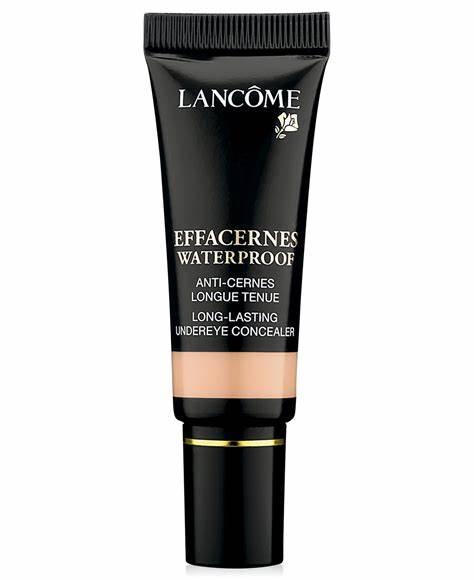 LANCÔME
EFFACERNES
WATERPROOF
ANTI-CERNES
LONGUE TENUE
LONG-LASTING
UNDEREYE CONCEALER